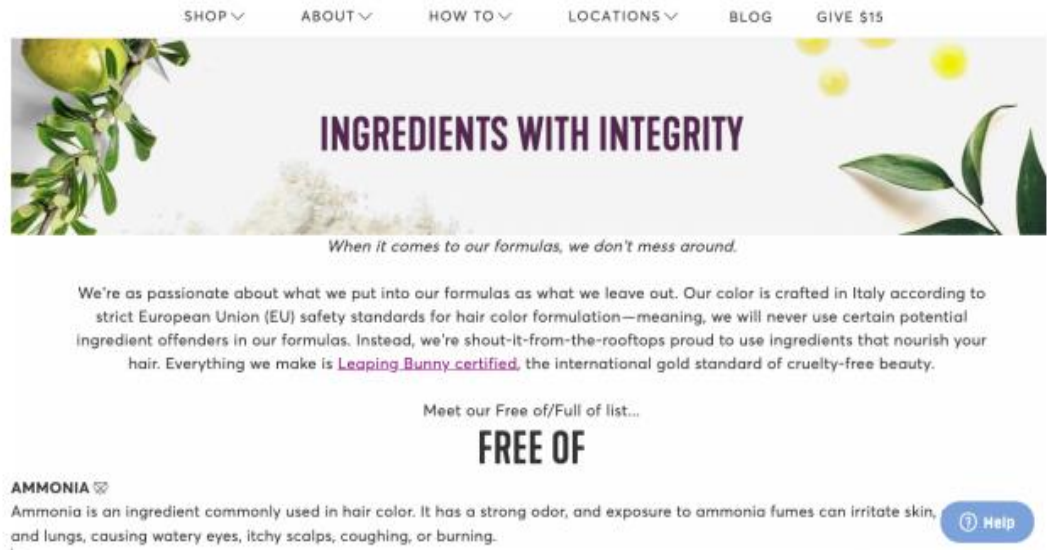 SHOP ABOUT HOW TO LOCATIONS BLOG GIVE $15
INGREDIENTS WITH INTEGRITY
When it comes to our formulas, we don't mess around.
We're as passionate about what we put into our formulas as what we leave out. Our color is crafted in Italy according to
strict European Union (EU) safety standards for hair color formulation—meaning, we will never use certain potential
ingredient offenders in our formulas. Instead, we're shout-it-from-the-rooftops proud to use ingredients that nourish your
hair. Everything we make is Leaping Bunny certified, the international gold standard of cruelty-free beauty.
Meet our Free of/Full of list...
FREE OF
AMMONIA
Ammonia is an ingredient commonly used in hair color. It has a strong odor, and exposure to ammonia fumes can irritate skin,
and lungs, causing watery eyes, itchy scalps, coughing, or burning.
Help